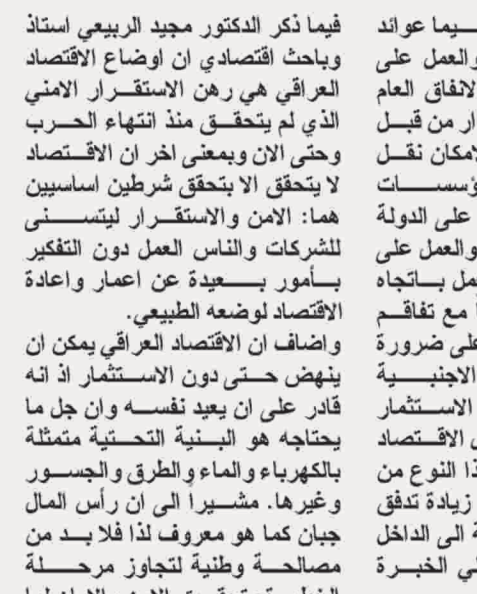 سيما عوائد
والعمل على
الانفاق العام
ار من قبل
لامكان نقل
ؤسسات
على الدولة
والعمل على
مل باتجاه
مع تفاقم
على ضرورة
الاجنبية
الاستثمار
الاقتصاد
ذا النوع من
زيادة تدفق
ة الى الداخل
ي الخبرة
فيما ذكر الدكتور مجيد الربيعي استاذ
وباحث اقتصادي ان اوضاع الاقتصاد
العراقي هي رهن الاستقرار الامني
الذي لم يتحقق منذ انتهاء الحرب
وحتى الان وبمعنى اخر ان الاقتصاد
لا يتحقق الا بتحقق شرطين اساسيين
هما: الامن والاستقرار ليتسنى
للشركات والناس العمل دون التفكير
بأمور بعيدة عن اعمار واعادة
الاقتصاد لوضعه الطبيعي.
واضاف ان الاقتصاد العراقي يمكن ان
ينهض حتى دون الاستثمار اذ انه
قادر على ان يعيد نفسه وان جل ما
يحتاجه هو البنية التحتية متمثلة
بالكهرباء والماء والطرق والجسور
وغيرها. مشيراً الى ان رأس المال
جبان كما هو معروف لذا فلا بد من
مصالحة وطنية لتجاوز مرحلة